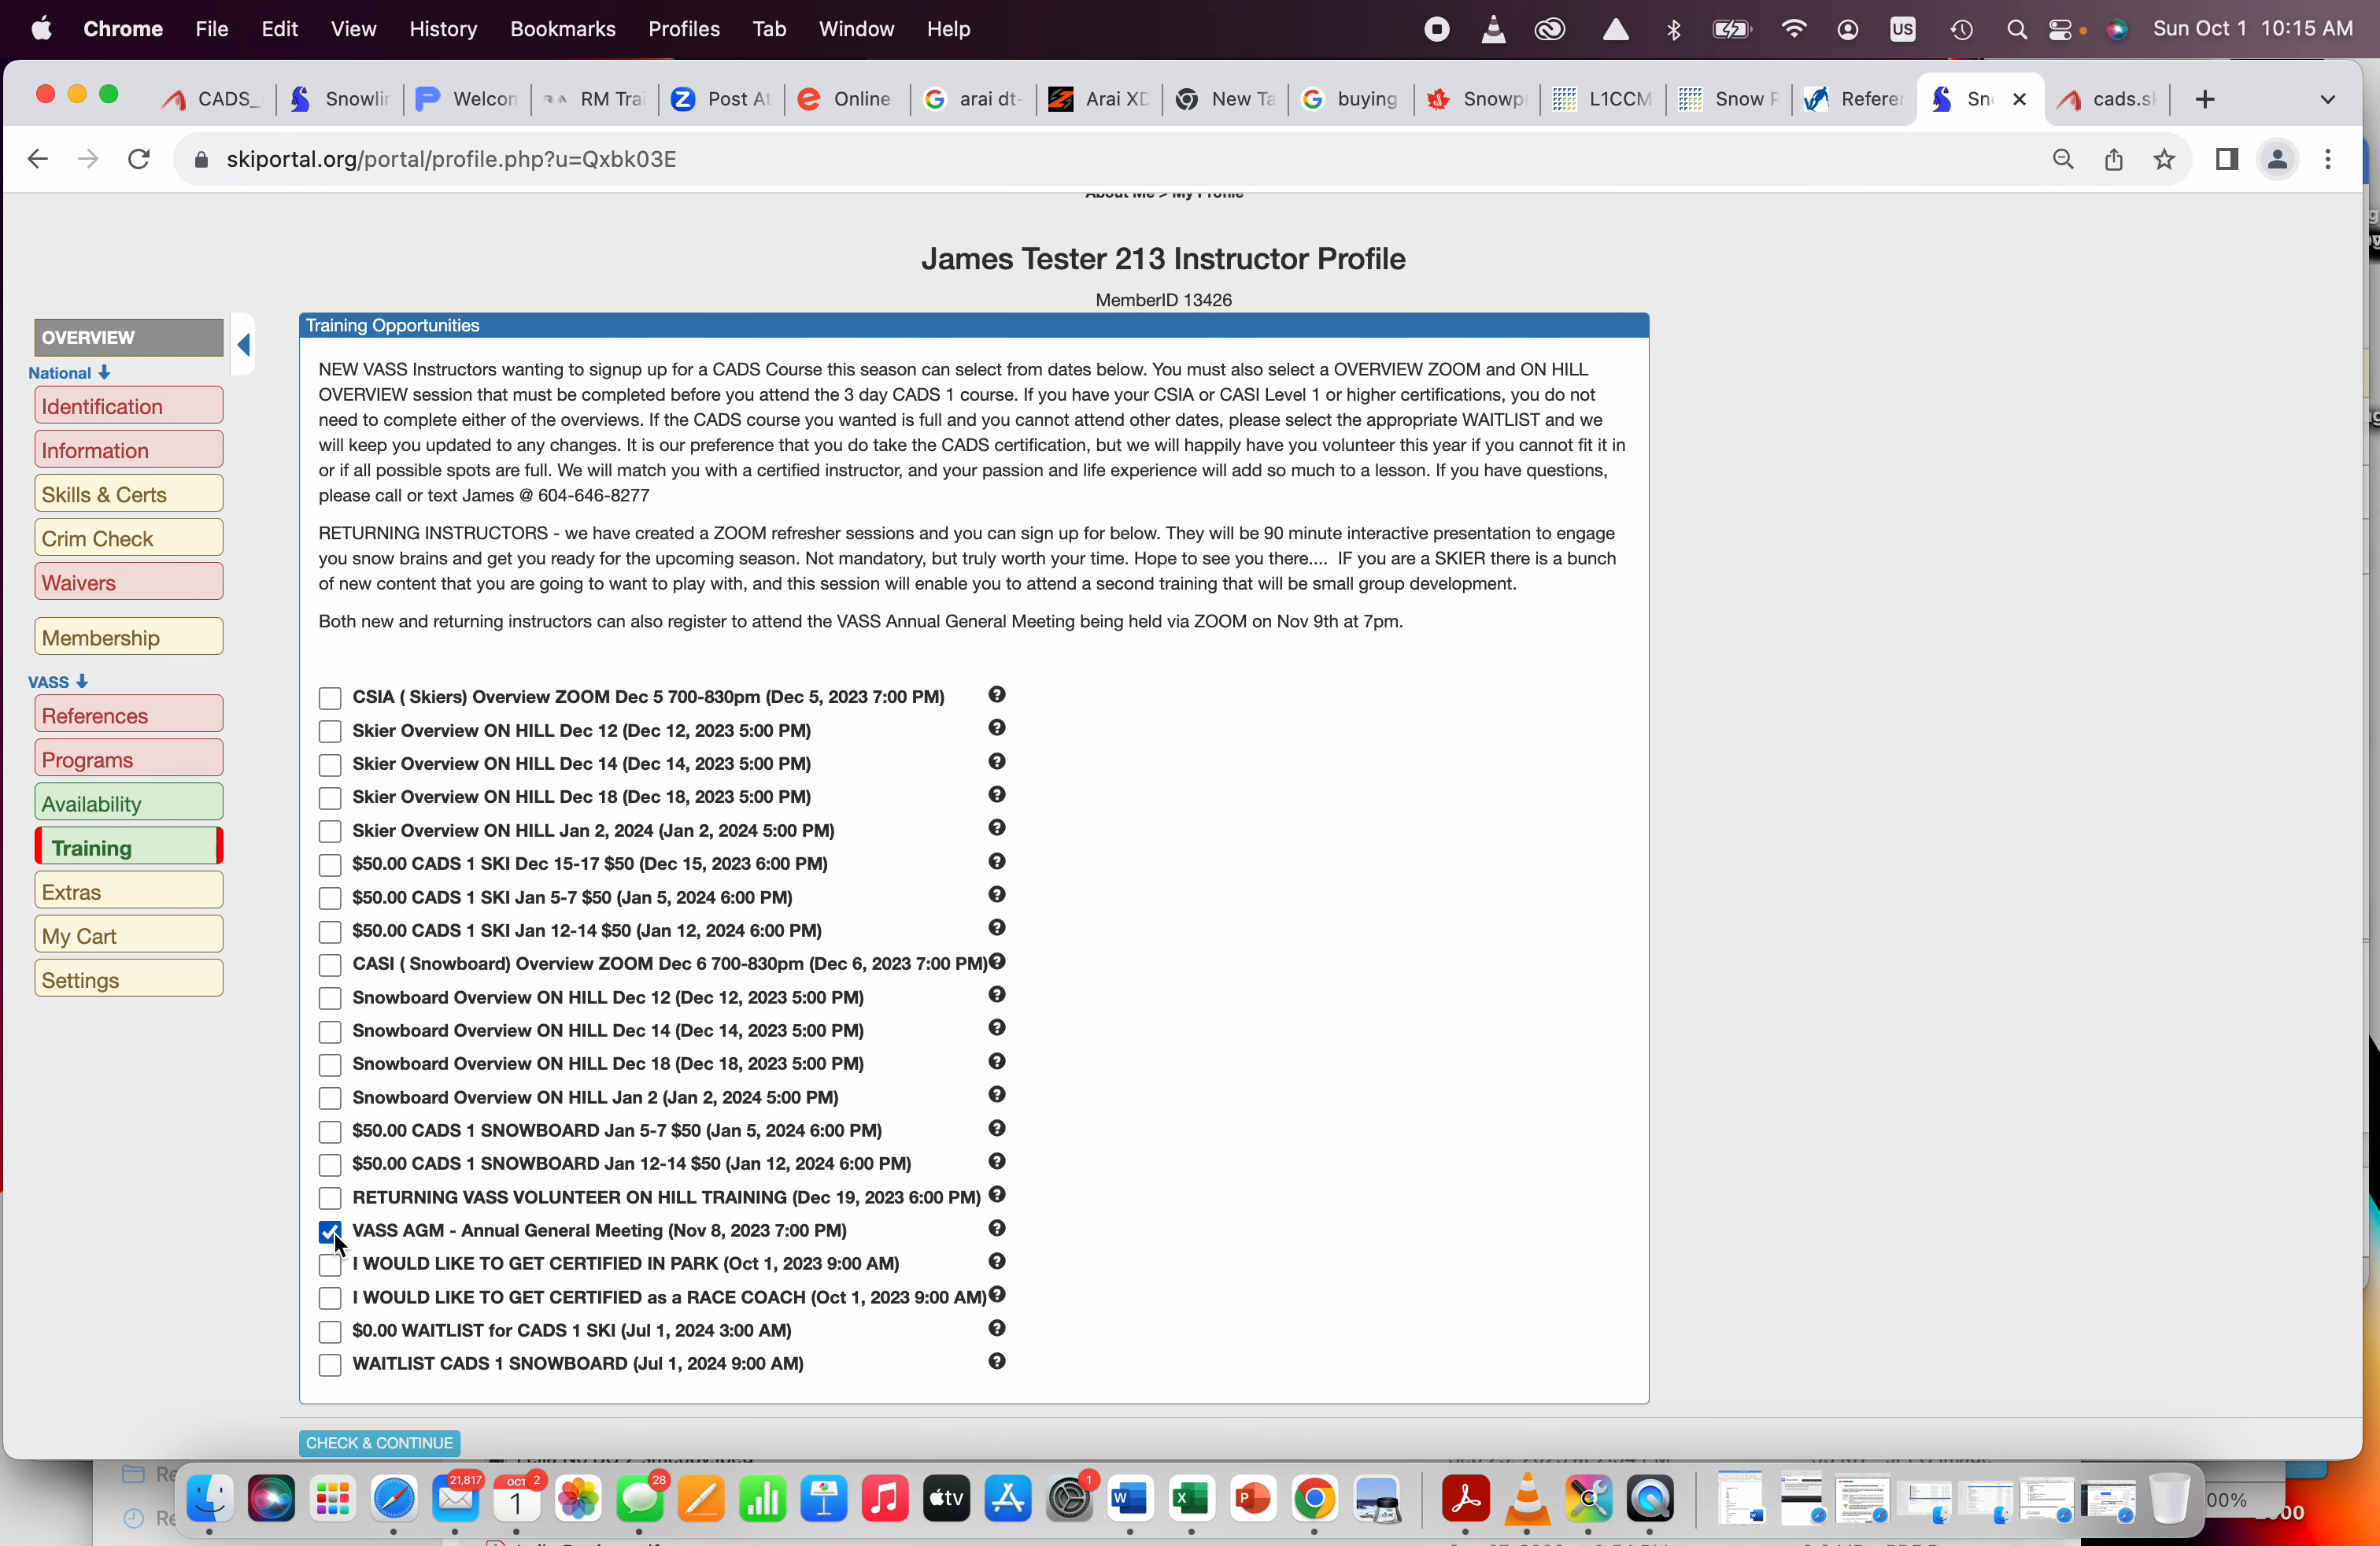 Chrome File Edit View History Bookmarks Profiles Tab Window Help US Sun Oct 1 10:15 AM
CADS_ Snowlin Welcom RM Trai Post At Online arai dt- Arai XD New Ta buying Snowp L1CCM Snow P Referen Sno cads.sl
skiportal.org/portal/profile.php?u=Qxbk03E
About Me > My Profile
James Tester 213 Instructor Profile
MemberID 13426
OVERVIEW
National
Identification
Information
Skills & Certs
Crim Check
Waivers
Membership
VASS
References
Programs
Availability
Training
Extras
My Cart
Settings
Training Opportunities
NEW VASS Instructors wanting to signup up for a CADS Course this season can select from dates below. You must also select a OVERVIEW ZOOM and ON HILL
OVERVIEW session that must be completed before you attend the 3 day CADS 1 course. If you have your CSIA or CASI Level 1 or higher certifications, you do not
need to complete either of the overviews. If the CADS course you wanted is full and you cannot attend other dates, please select the appropriate WAITLIST and we
will keep you updated to any changes. It is our preference that you do take the CADS certification, but we will happily have you volunteer this year if you cannot fit it in
or if all possible spots are full. We will match you with a certified instructor, and your passion and life experience will add so much to a lesson. If you have questions,
please call or text James @ 604-646-8277
RETURNING INSTRUCTORS - we have created a ZOOM refresher sessions and you can sign up for below. They will be 90 minute interactive presentation to engage
you snow brains and get you ready for the upcoming season. Not mandatory, but truly worth your time. Hope to see you there.... IF you are a SKIER there is a bunch
of new content that you are going to want to play with, and this session will enable you to attend a second training that will be small group development.
Both new and returning instructors can also register to attend the VASS Annual General Meeting being held via ZOOM on Nov 9th at 7pm.
CSIA ( Skiers) Overview ZOOM Dec 5 700-830pm (Dec 5, 2023 7:00 PM)
Skier Overview ON HILL Dec 12 (Dec 12, 2023 5:00 PM)
Skier Overview ON HILL Dec 14 (Dec 14, 2023 5:00 PM)
Skier Overview ON HILL Dec 18 (Dec 18, 2023 5:00 PM)
Skier Overview ON HILL Jan 2, 2024 (Jan 2, 2024 5:00 PM)
$50.00 CADS 1 SKI Dec 15-17 $50 (Dec 15, 2023 6:00 PM)
$50.00 CADS 1 SKI Jan 5-7 $50 (Jan 5, 2024 6:00 PM)
$50.00 CADS 1 SKI Jan 12-14 $50 (Jan 12, 2024 6:00 PM)
CASI ( Snowboard) Overview ZOOM Dec 6 700-830pm (Dec 6, 2023 7:00 PM)
Snowboard Overview ON HILL Dec 12 (Dec 12, 2023 5:00 PM)
Snowboard Overview ON HILL Dec 14 (Dec 14, 2023 5:00 PM)
Snowboard Overview ON HILL Dec 18 (Dec 18, 2023 5:00 PM)
Snowboard Overview ON HILL Jan 2 (Jan 2, 2024 5:00 PM)
$50.00 CADS 1 SNOWBOARD Jan 5-7 $50 (Jan 5, 2024 6:00 PM)
$50.00 CADS 1 SNOWBOARD Jan 12-14 $50 (Jan 12, 2024 6:00 PM)
RETURNING VASS VOLUNTEER ON HILL TRAINING (Dec 19, 2023 6:00 PM)
VASS AGM - Annual General Meeting (Nov 8, 2023 7:00 PM)
I WOULD LIKE TO GET CERTIFIED IN PARK (Oct 1, 2023 9:00 AM)
I WOULD LIKE TO GET CERTIFIED as a RACE COACH (Oct 1, 2023 9:00 AM)
$0.00 WAITLIST for CADS 1 SKI (Jul 1, 2024 3:00 AM)
WAITLIST CADS 1 SNOWBOARD (Jul 1, 2024 9:00 AM)
CHECK & CONTINUE
21,817 OCT 1 2 28 tv 1 00%